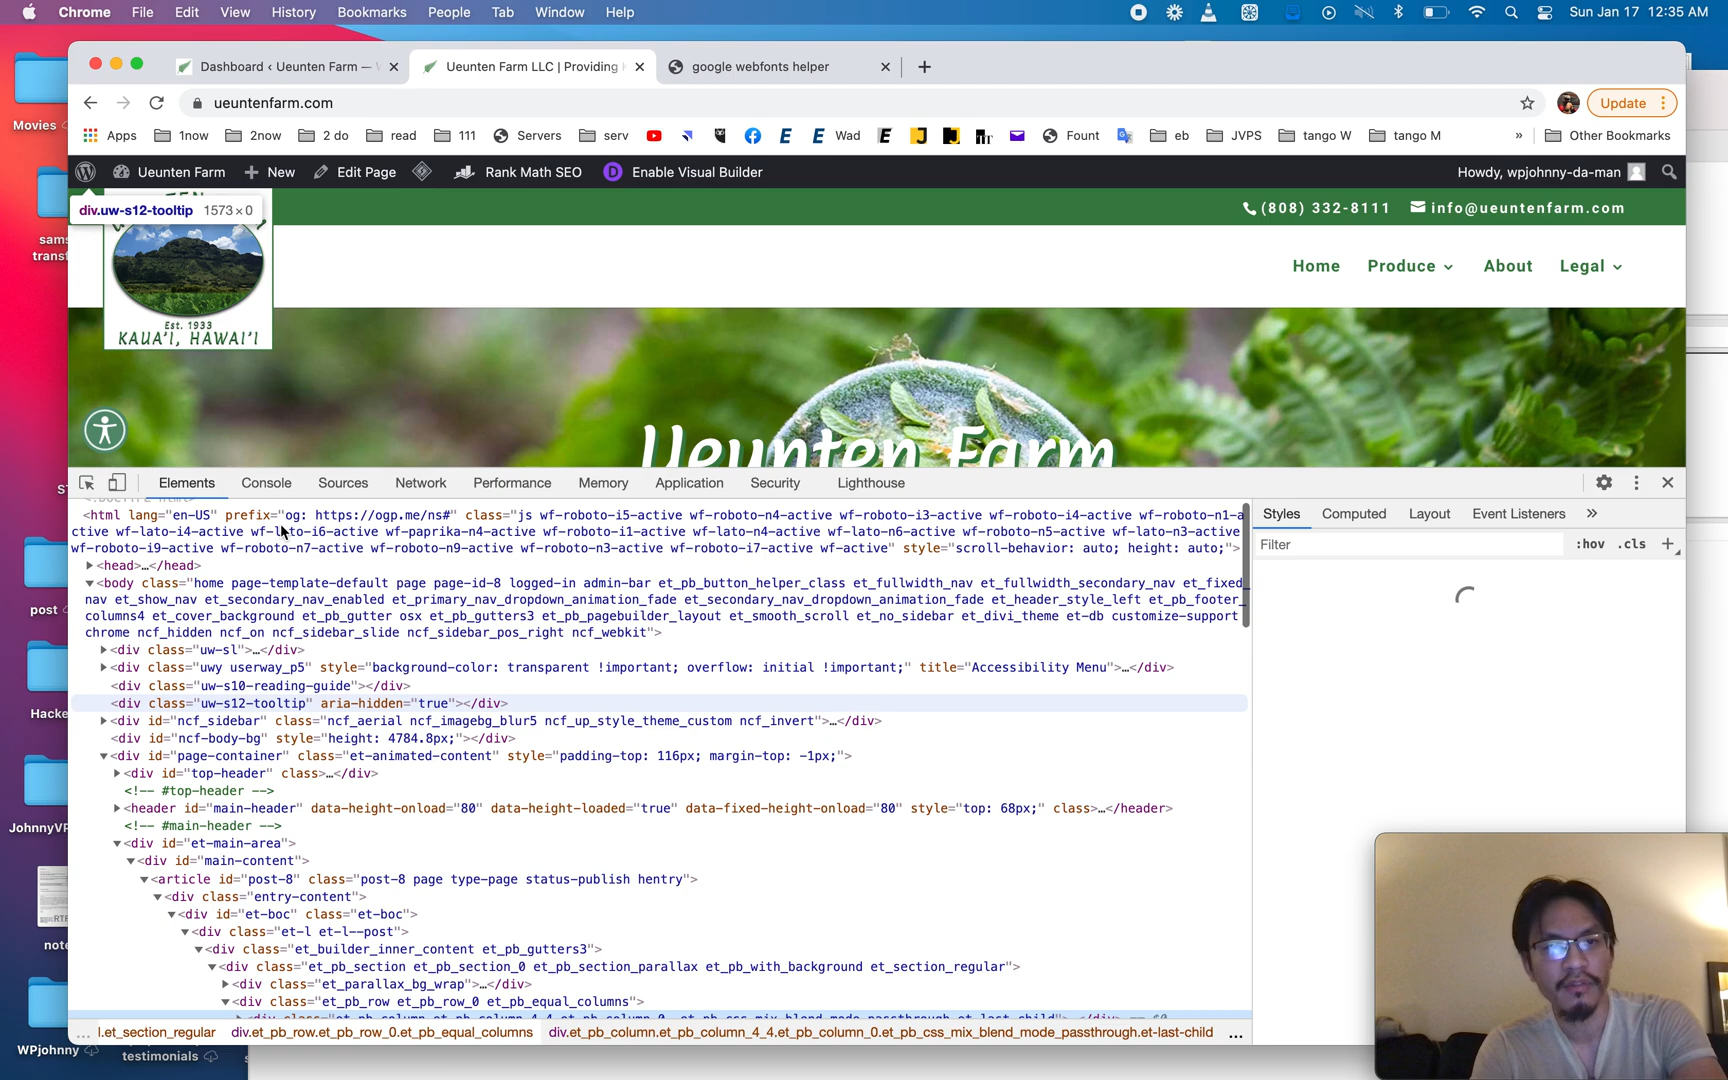 Chrome File Edit View History Bookmarks People Tab Window Help Sun Jan 17 12:35 AM
Dashboard ‹ Ueunten Farm — Ueunten Farm LLC | Providing google webfonts helper
ueuntenfarm.com Update
Apps 1now 2now 2 do read 111 Servers serv Wad Fount eb JVPS tango W tango M » Other Bookmarks
Ueunten Farm New Edit Page Rank Math SEO Enable Visual Builder Howdy, wpjohnny-da-man
div.uw-s12-tooltip 1573×0
(808) 332-8111 info@ueuntenfarm.com
Home Produce About Legal
Est. 1933
KAUA'I, HAWAI'I
Ueunten Farm
Elements Console Sources Network Performance Memory Application Security Lighthouse
<html lang="en-US" prefix="og: https://ogp.me/ns#" class="js wf-roboto-i5-active wf-roboto-n4-active wf-roboto-i3-active wf-roboto-i4-active wf-roboto-n1-a
ctive wf-lato-i4-active wf-lato-i6-active wf-paprika-n4-active wf-roboto-i1-active wf-lato-n4-active wf-lato-n6-active wf-roboto-n5-active wf-lato-n3-active
wf-roboto-i9-active wf-roboto-n7-active wf-roboto-n9-active wf-roboto-n3-active wf-roboto-i7-active wf-active" style="scroll-behavior: auto; height: auto;">
<head>…</head>
<body class="home page-template-default page page-id-8 logged-in admin-bar et_pb_button_helper_class et_fullwidth_nav et_fullwidth_secondary_nav et_fixed_
nav et_show_nav et_secondary_nav_enabled et_primary_nav_dropdown_animation_fade et_secondary_nav_dropdown_animation_fade et_header_style_left et_pb_footer_
columns4 et_cover_background et_pb_gutter osx et_pb_gutters3 et_pb_pagebuilder_layout et_smooth_scroll et_no_sidebar et_divi_theme et-db customize-support
chrome ncf_hidden ncf_on ncf_sidebar_slide ncf_sidebar_pos_right ncf_webkit">
<div class="uw-sl">…</div>
<div class="uwy userway_p5" style="background-color: transparent !important; overflow: initial !important;" title="Accessibility Menu">…</div>
<div class="uw-s10-reading-guide"></div>
<div class="uw-s12-tooltip" aria-hidden="true"></div>
<div id="ncf_sidebar" class="ncf_aerial ncf_imagebg_blur5 ncf_up_style_theme_custom ncf_invert">…</div>
<div id="ncf-body-bg" style="height: 4784.8px;"></div>
<div id="page-container" class="et-animated-content" style="padding-top: 116px; margin-top: -1px;">
<div id="top-header" class>…</div>
<!-- #top-header -->
<header id="main-header" data-height-onload="80" data-height-loaded="true" data-fixed-height-onload="80" style="top: 68px;" class>…</header>
<!-- #main-header -->
<div id="et-main-area">
<div id="main-content">
<article id="post-8" class="post-8 page type-page status-publish hentry">
<div class="entry-content">
<div id="et-boc" class="et-boc">
<div class="et-l et-l--post">
<div class="et_builder_inner_content et_pb_gutters3">
<div class="et_pb_section et_pb_section_0 et_pb_section_parallax et_pb_with_background et_section_regular">
<div class="et_parallax_bg_wrap">…</div>
<div class="et_pb_row et_pb_row_0 et_pb_equal_columns">
… l.et_section_regular div.et_pb_row.et_pb_row_0.et_pb_equal_columns div.et_pb_column.et_pb_column_4_4.et_pb_column_0.et_pb_css_mix_blend_mode_passthrough.et-last-child …
Styles Computed Layout Event Listeners »
Filter :hov .cls +
Movies
sams
transf
post
Hacke
JohnnyVP
RTF
note
WPjohnny
testimonials